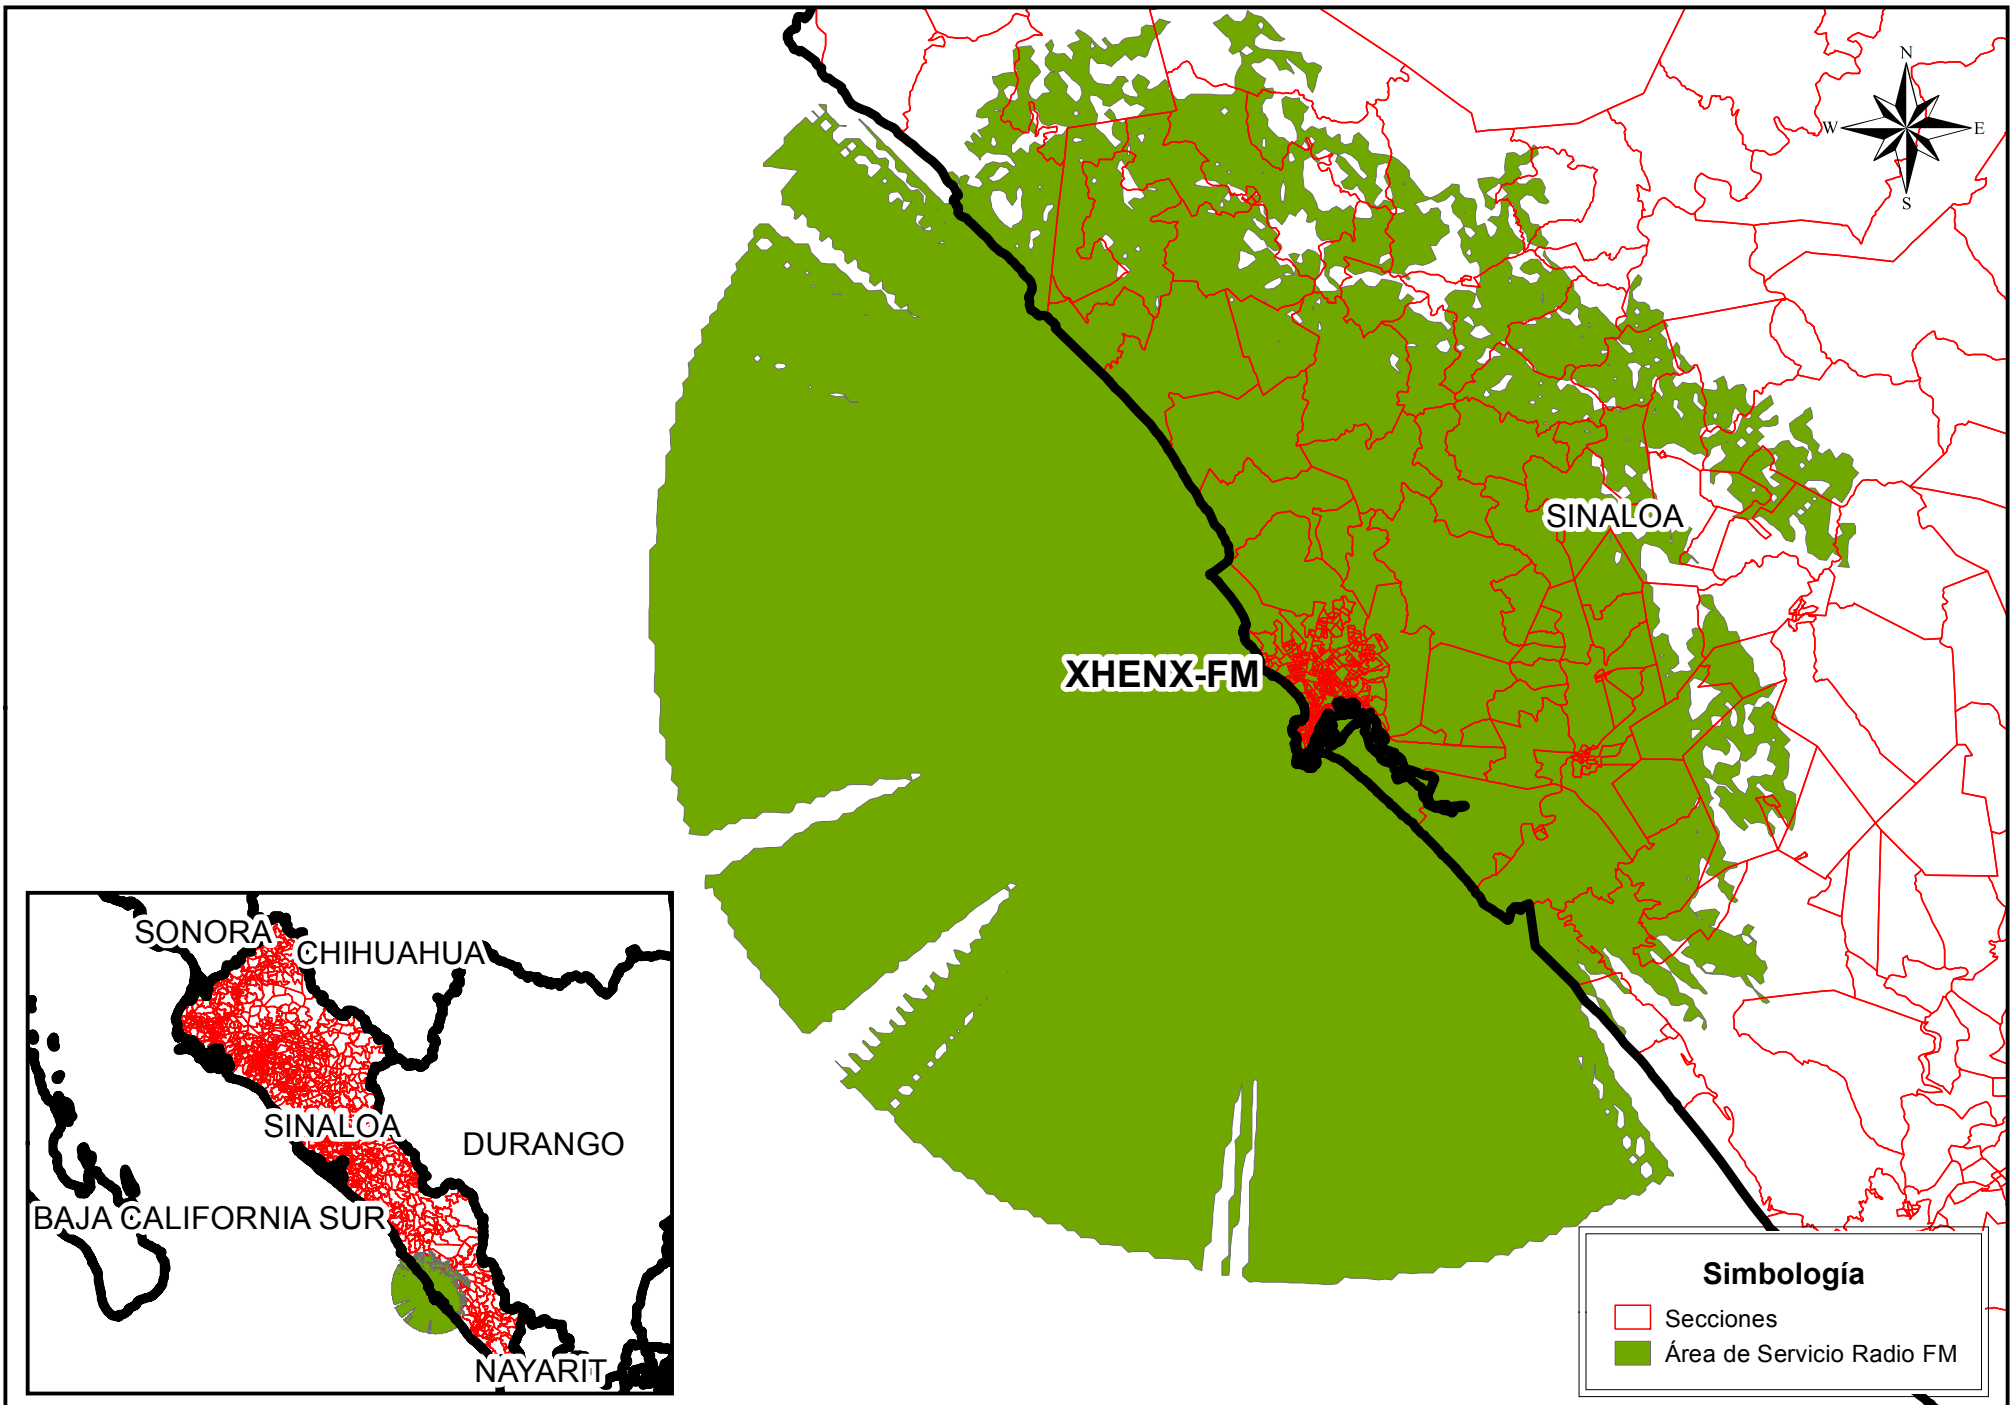 N
W
E
S
SINALOA
XHENX-FM
SONORA
CHIHUAHUA
SINALOA
DURANGO
BAJA CALIFORNIA SUR
NAYARIT
Simbología
Secciones
Área de Servicio Radio FM